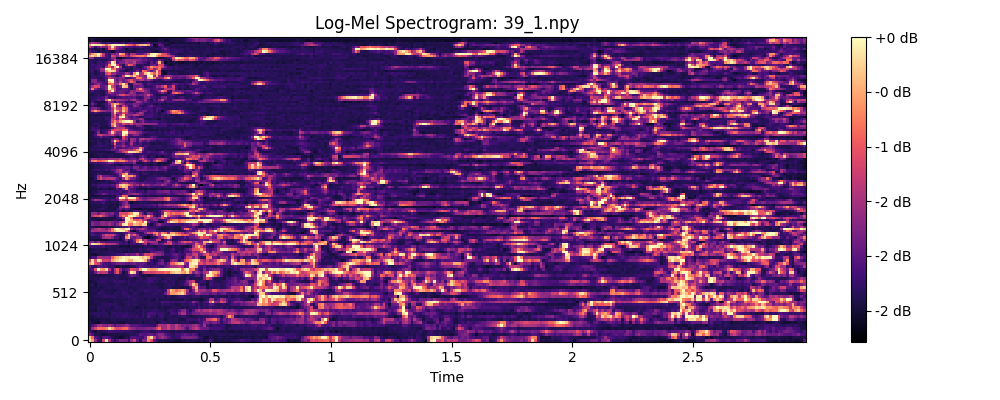 Log-Mel Spectrogram: 39_1.npy
+0 dB
16384
-0 dB
8192
-1 dB
4096
Hz
2048
-2 dB
1024
-2 dB
512
-2 dB
0
0
0.5
1
1.5
2
2.5
Time